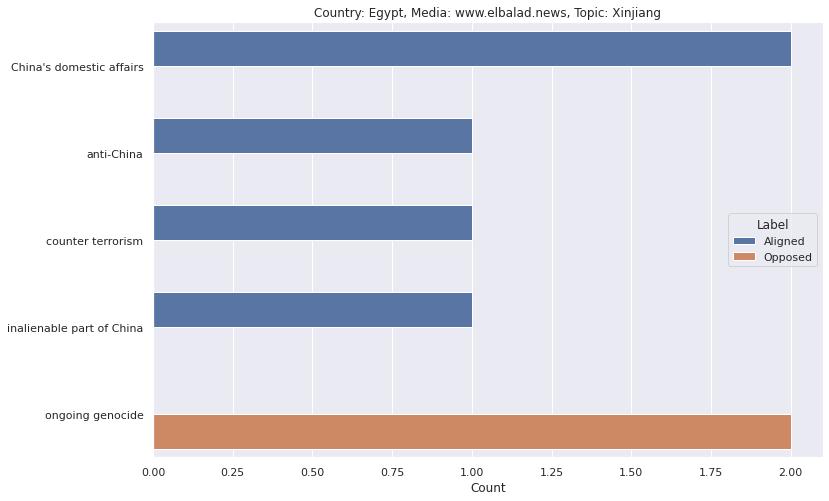 Country: Egypt, Media: www.elbalad.news, Topic: Xinjiang
China's domestic affairs
anti-China
counter terrorism
inalienable part of China
ongoing genocide
Label
Aligned
Opposed
0.00 0.25 0.50 0.75 1.00 1.25 1.50 1.75 2.00
Count